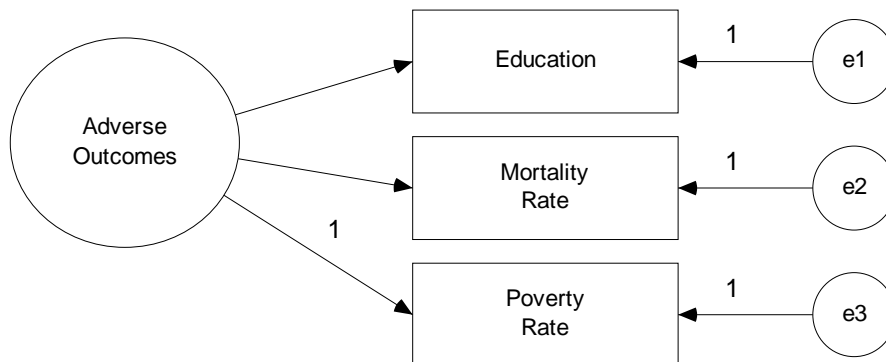 Education
1
e1
Adverse
Outcomes
Mortality
Rate
1
e2
1
Poverty
Rate
1
e3